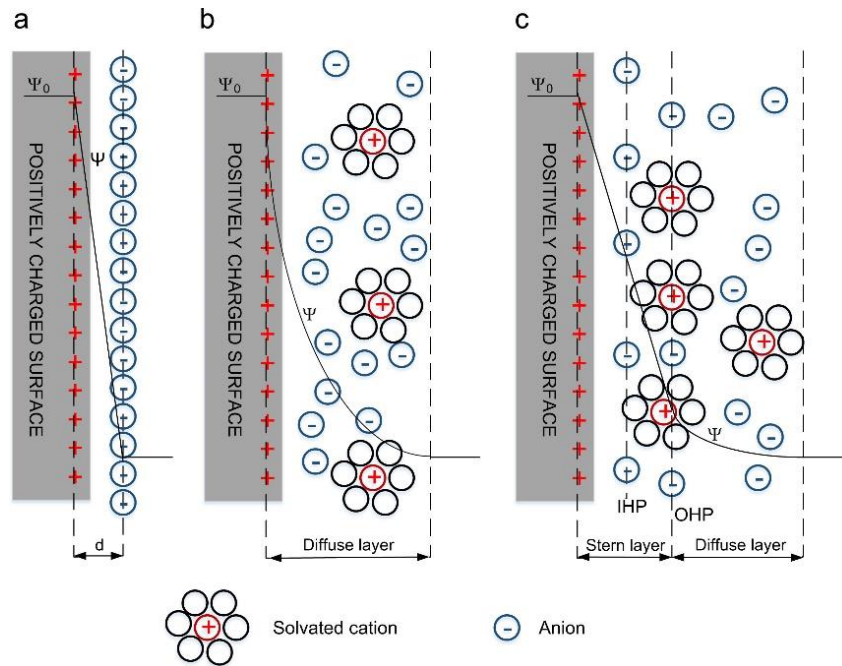 a
b
c
Ψ0
Ψ
POSITIVELY CHARGED SURFACE
d
Ψ0
Ψ
POSITIVELY CHARGED SURFACE
Diffuse layer
Ψ0
Ψ
POSITIVELY CHARGED SURFACE
IHP
OHP
Stern layer
Diffuse layer
Solvated cation
Anion